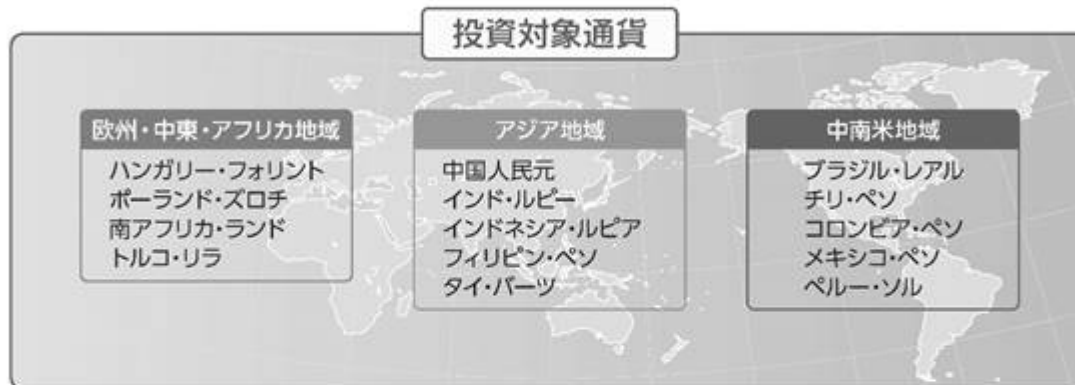 投資対象通貨
欧州・中東・アフリカ地域
ハンガリー・フォリント
ポーランド・ズロチ
南アフリカ・ランド
トルコ・リラ
アジア地域
中国人民元
インド・ルピー
インドネシア・ルピア
フィリピン・ペソ
タイ・バーツ
中南米地域
ブラジル・レアル
チリ・ペソ
コロンビア・ペソ
メキシコ・ペソ
ペルー・ソル